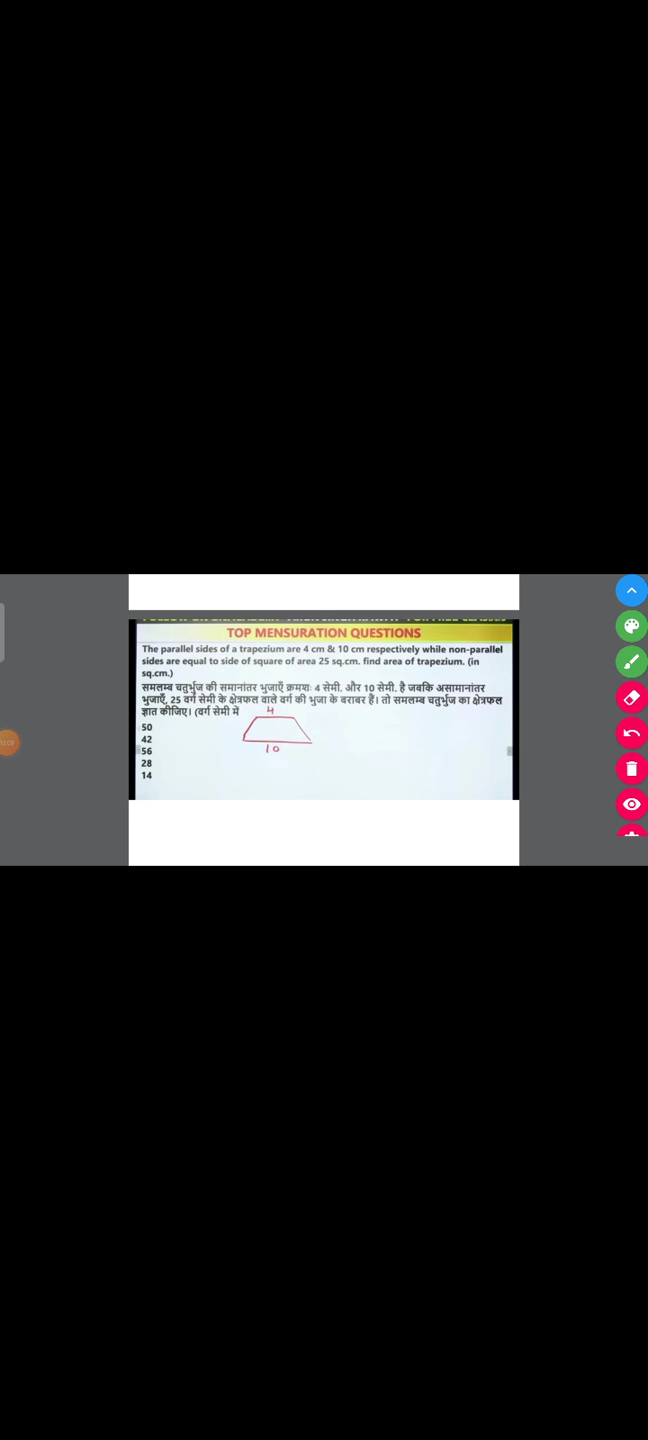 TOP MENSURATION QUESTIONS
The parallel sides of a trapezium are 4 cm & 10 cm respectively while non-parallel
sides are equal to side of square of area 25 sq.cm. find area of trapezium. (in
sq.cm.)
समलम्ब चतुर्भुज की समानांतर भुजाएँ क्रमशः 4 सेमी. और 10 सेमी. है जबकि असामानांतर
भुजाएँ, 25 वर्ग सेमी के क्षेत्रफल वाले वर्ग की भुजा के बराबर हैं। तो समलम्ब चतुर्भुज का क्षेत्रफल
ज्ञात कीजिए। (वर्ग सेमी में
4
10
50
42
56
28
14